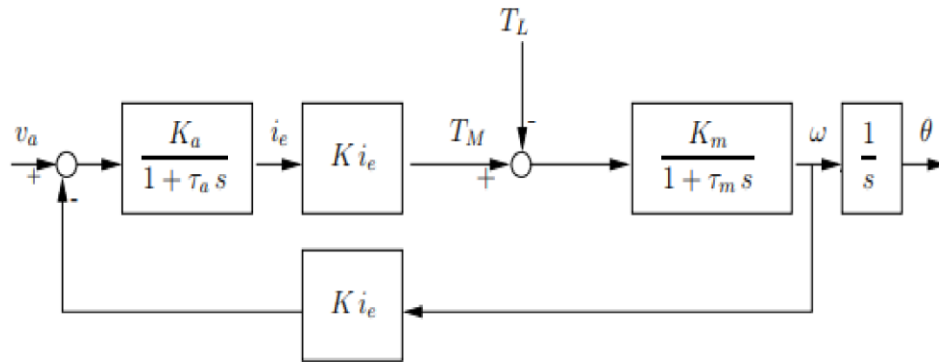 T_L
-
v_a
+
-
K_a
1 + τ_a s
i_e
K i_e
T_M
+
K_m
1 + τ_m s
ω
1
s
θ
K i_e